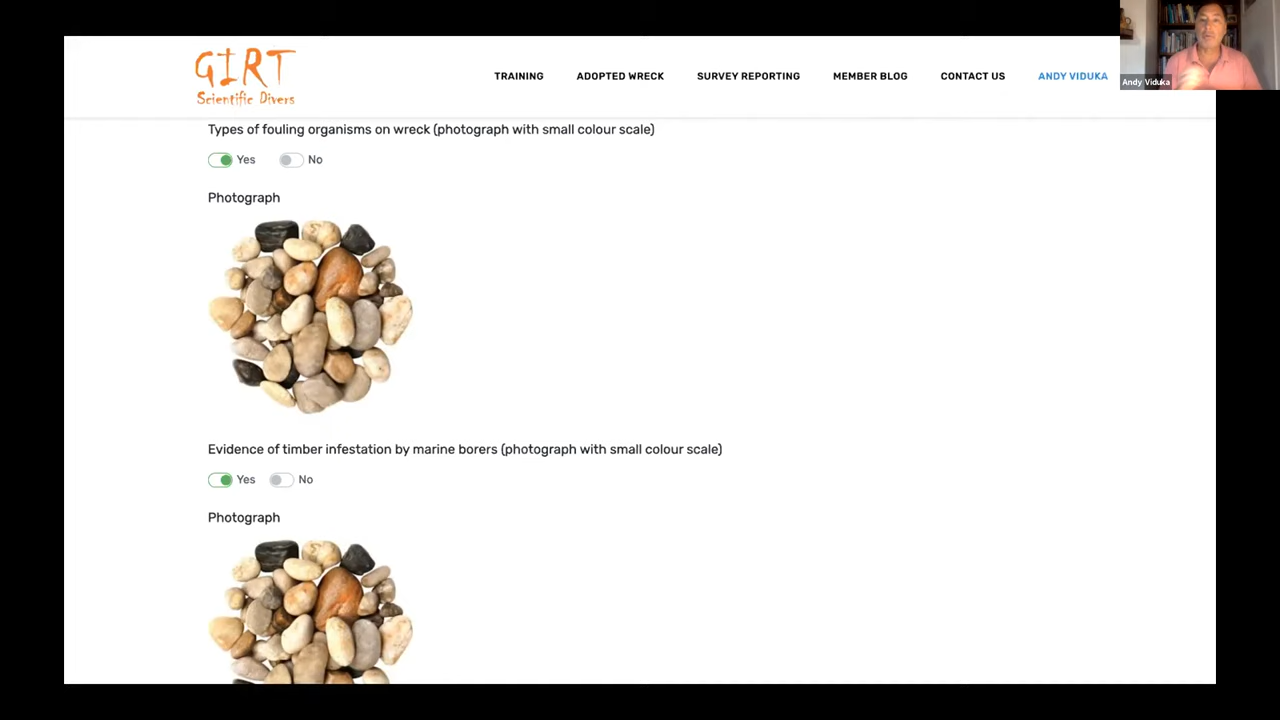 GIRT
Scientific Divers
TRAINING
ADOPTED WRECK
SURVEY REPORTING
MEMBER BLOG
CONTACT US
ANDY VIDUKA
Andy Viduka
Types of fouling organisms on wreck (photograph with small colour scale)
Yes No
Photograph
Evidence of timber infestation by marine borers (photograph with small colour scale)
Yes No
Photograph